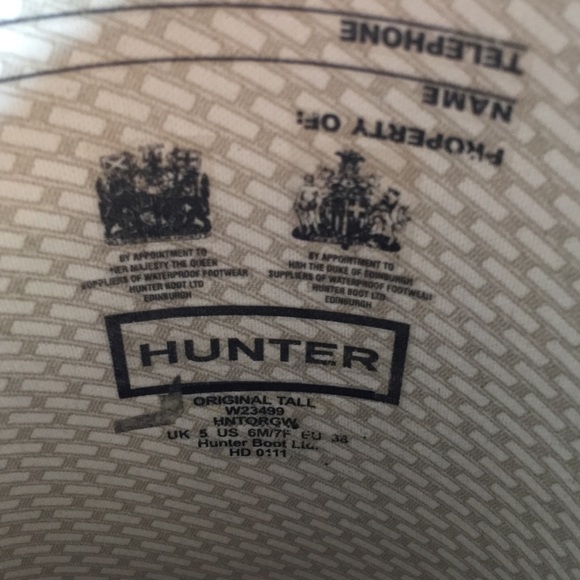 PROPERTY OF:
NAME
TELEPHONE
BY APPOINTMENT TO
HER MAJESTY THE QUEEN
SUPPLIERS OF WATERPROOF FOOTWEAR
HUNTER BOOT LTD
EDINBURGH
BY APPOINTMENT TO
HRH THE DUKE OF EDINBURGH
SUPPLIERS OF WATERPROOF FOOTWEAR
HUNTER BOOT LTD
EDINBURGH
HUNTER
ORIGINAL TALL
W23499
HNTORGW
UK 5 US 6M/7F EU 38
Hunter Boot Ltd.
HD 0111